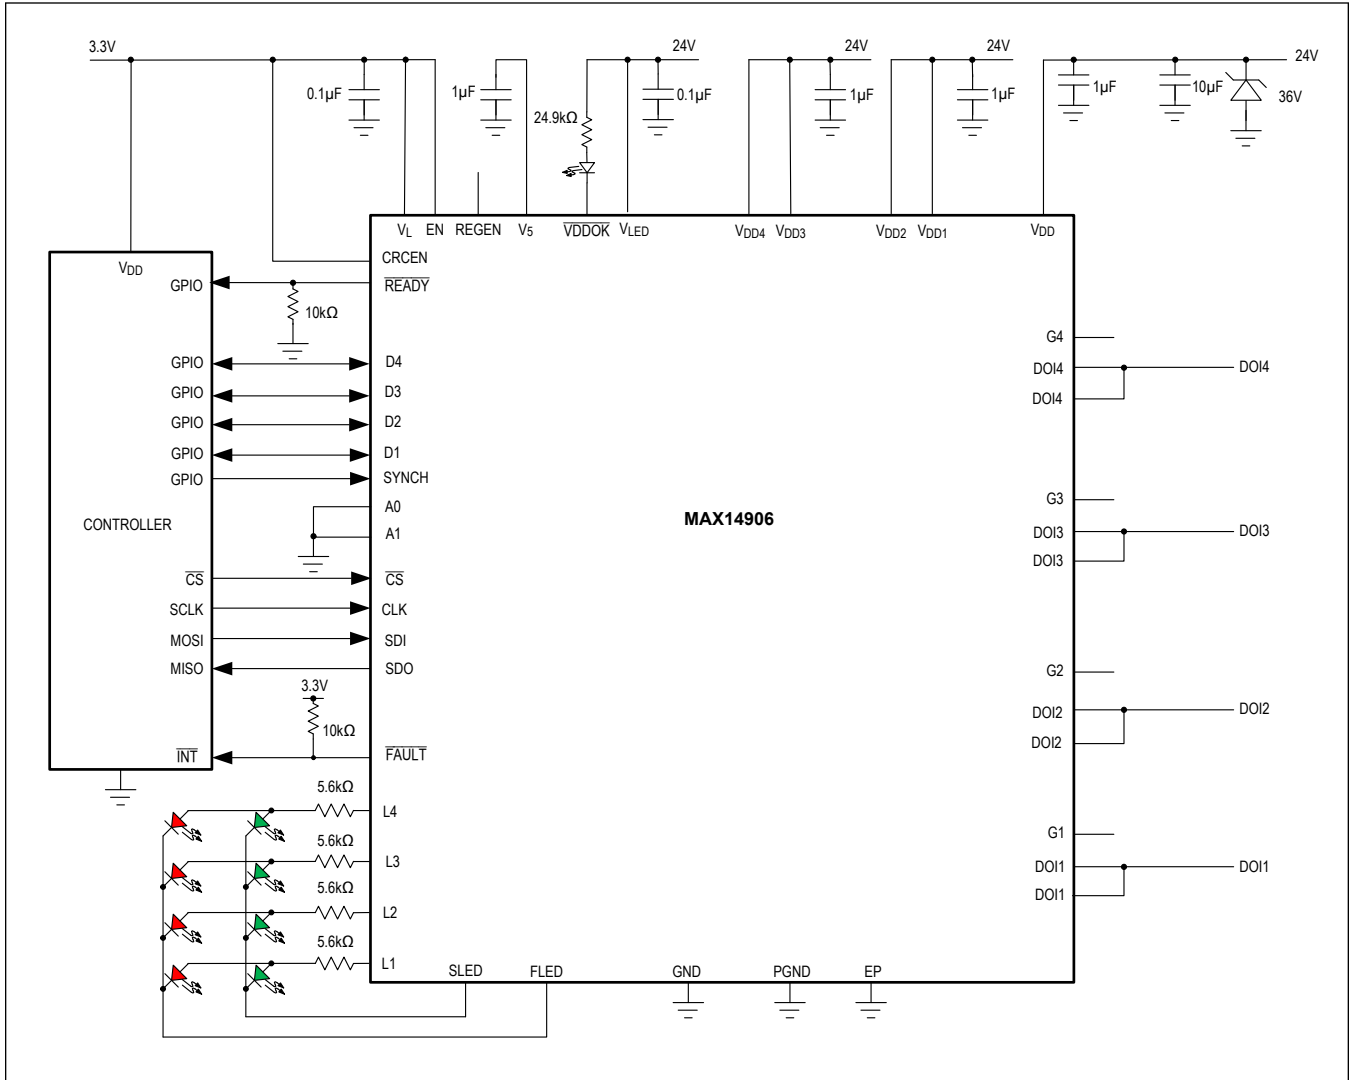 3.3V
24V
24V
24V
24V
0.1µF
1µF
0.1µF
1µF
1µF
1µF
10µF
36V
24.9kΩ
VL
EN
REGEN
V5
VDDOK
VLED
VDD4
VDD3
VDD2
VDD1
VDD
VDD
CRCEN
GPIO
READY
10kΩ
G4
GPIO
D4
DOI4
DOI4
GPIO
D3
DOI4
GPIO
D2
GPIO
D1
GPIO
SYNCH
A0
G3
CONTROLLER
MAX14906
A1
DOI3
DOI3
DOI3
CS
CS
SCLK
CLK
MOSI
SDI
MISO
SDO
G2
3.3V
10kΩ
DOI2
DOI2
DOI2
INT
FAULT
5.6kΩ
L4
G1
5.6kΩ
L3
DOI1
DOI1
5.6kΩ
DOI1
L2
5.6kΩ
L1
SLED
FLED
GND
PGND
EP